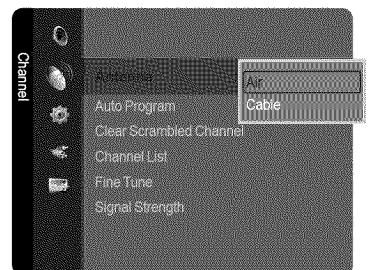 Channel
Antenna
Air
Cable
Auto Program
Clear Scrambled Channel
Channel List
Fine Tune
Signal Strength